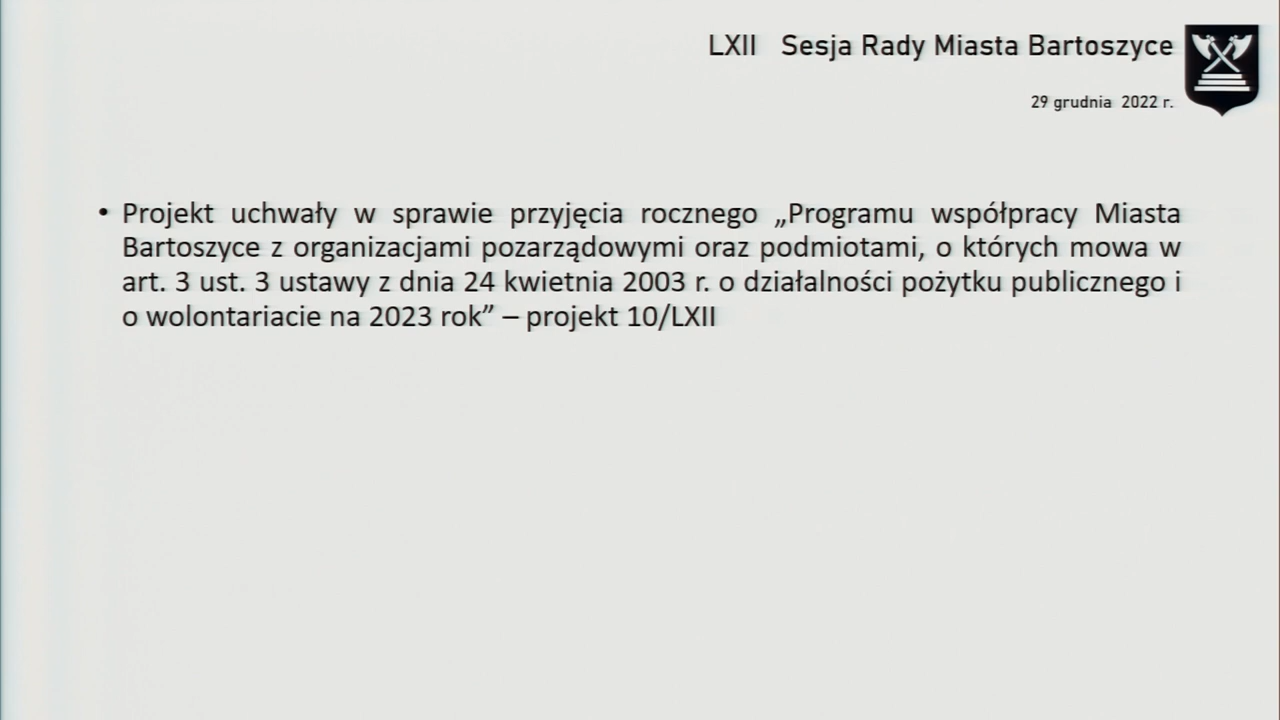 LXII Sesja Rady Miasta Bartoszyce
29 grudnia 2022 r.
• Projekt uchwały w sprawie przyjęcia rocznego „Programu współpracy Miasta
Bartoszyce z organizacjami pozarządowymi oraz podmiotami, o których mowa w
art. 3 ust. 3 ustawy z dnia 24 kwietnia 2003 r. o działalności pożytku publicznego i
o wolontariacie na 2023 rok” – projekt 10/LXII